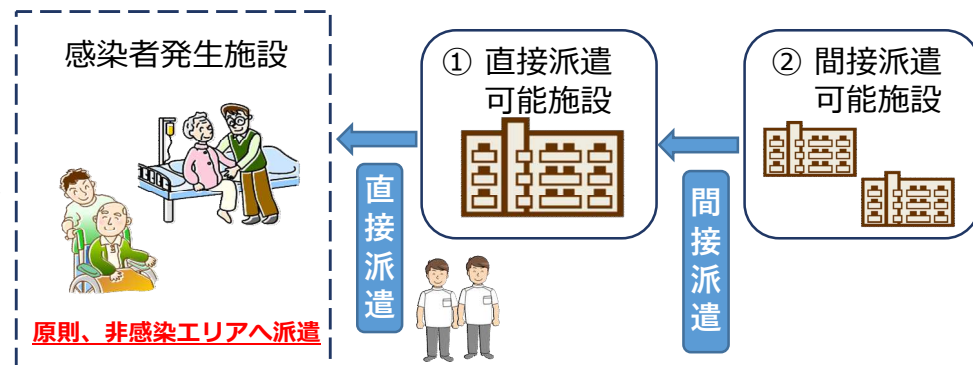 感染者発生施設
原則、非感染エリアへ派遣
① 直接派遣
可能施設
直接派遣
② 間接派遣
可能施設
間接派遣